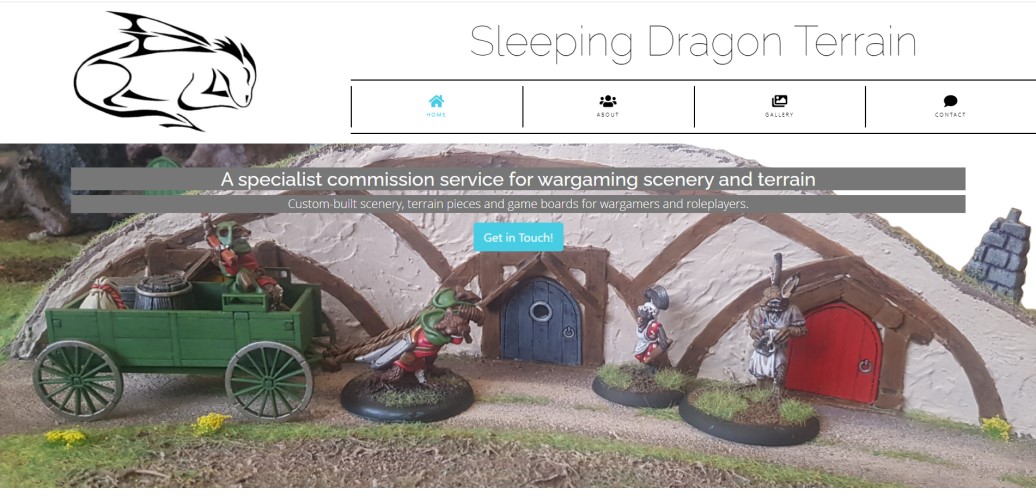 Sleeping Dragon Terrain
HOME
ABOUT
GALLERY
CONTACT
A specialist commission service for wargaming scenery and terrain
Custom-built scenery, terrain pieces and game boards for wargamers and roleplayers.
Get in Touch!